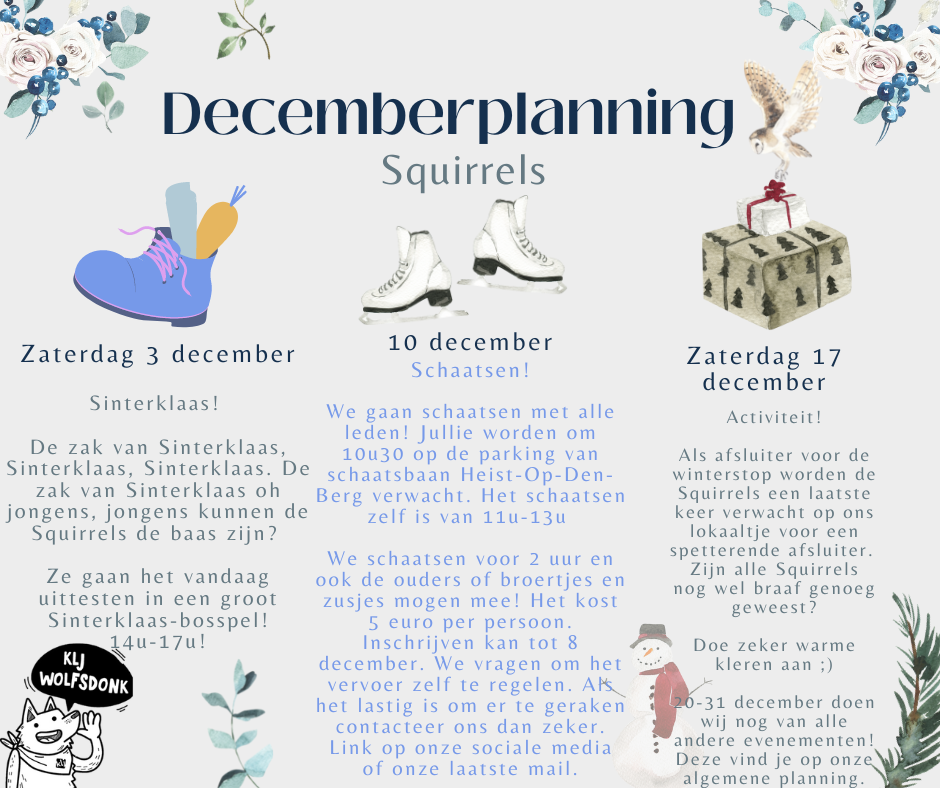 Decemberplanning
Squirrels
Zaterdag 3 december
Sinterklaas!
De zak van Sinterklaas,
Sinterklaas, Sinterklaas. De
zak van Sinterklaas oh
jongens, jongens kunnen de
Squirrels de baas zijn?
Ze gaan het vandaag
uittesten in een groot
Sinterklaas-bosspel!
14u-17u!
KLJ
WOLFSDONK
KLJ
10 december
Schaatsen!
We gaan schaatsen met alle
leden! Jullie worden om
10u30 op de parking van
schaatsbaan Heist-Op-Den-
Berg verwacht. Het schaatsen
zelf is van 11u-13u
We schaatsen voor 2 uur en
ook de ouders of broertjes en
zusjes mogen mee! Het kost
5 euro per persoon.
Inschrijven kan tot 8
december. We vragen om het
vervoer zelf te regelen. Als
het lastig is om er te geraken
contacteer ons dan zeker.
Link op onze sociale media
of onze laatste mail.
Zaterdag 17
december
Activiteit!
Als afsluiter voor de
winterstop worden de
Squirrels een laatste
keer verwacht op ons
lokaaltje voor een
spetterende afsluiter.
Zijn alle Squirrels
nog wel braaf genoeg
geweest?
Doe zeker warme
kleren aan ;)
20-31 december doen
wij nog van alle
andere evenementen!
Deze vind je op onze
algemene planning.